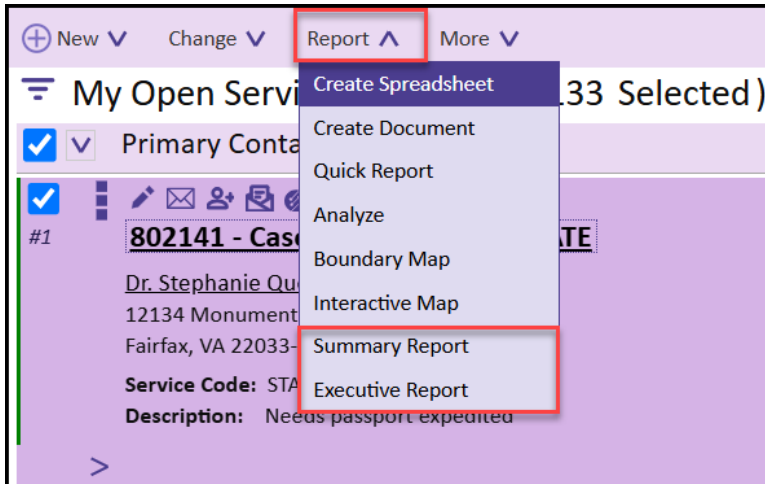 New Change Report More
My Open Servi 133 Selected)
Create Spreadsheet
Primary Conta
Create Document
Quick Report
Analyze
#1
802141 - Cas TE
Boundary Map
Dr. Stephanie Qu
Interactive Map
12134 Monument
Fairfax, VA 22033-
Summary Report
Service Code: STA
Executive Report
Description: Needs passport expedited